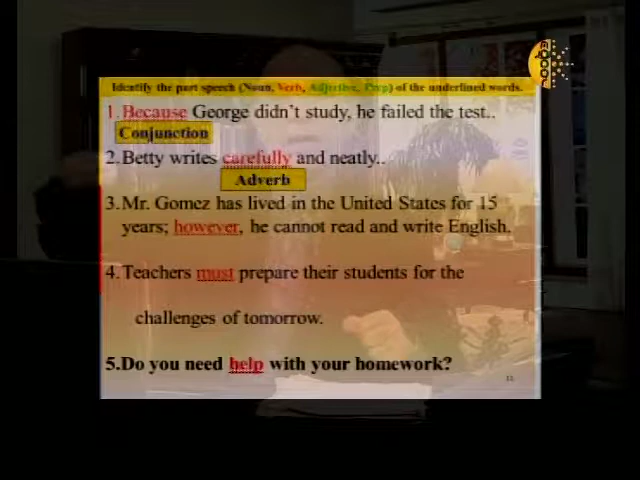 Identify the part speech (Noun, Verb, Adjective, Prep) of the underlined words.
1. Because George didn't study, he failed the test..
Conjunction
2. Betty writes carefully and neatly..
Adverb
3. Mr. Gomez has lived in the United States for 15
years; however, he cannot read and write English.
4. Teachers must prepare their students for the
challenges of tomorrow.
5. Do you need help with your homework?